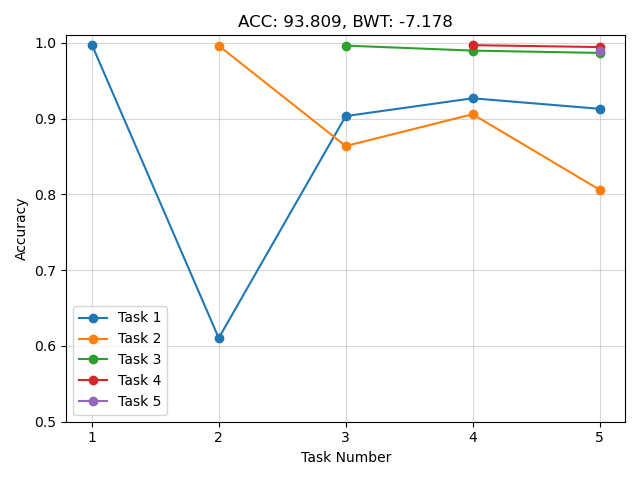 ACC: 93.809, BWT: -7.178
1.0
0.9
0.8
0.7
0.6
0.5
Accuracy
Task 1
Task 2
Task 3
Task 4
Task 5
1 2 3 4 5
Task Number